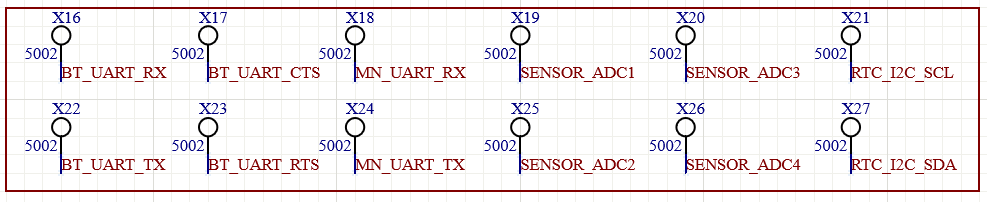 X16 X17 X18 X19 X20 X21
5002 5002 5002 5002 5002 5002
BT_UART_RX BT_UART_CTS MN_UART_RX SENSOR_ADC1 SENSOR_ADC3 RTC_I2C_SCL
X22 X23 X24 X25 X26 X27
5002 5002 5002 5002 5002 5002
BT_UART_TX BT_UART_RTS MN_UART_TX SENSOR_ADC2 SENSOR_ADC4 RTC_I2C_SDA